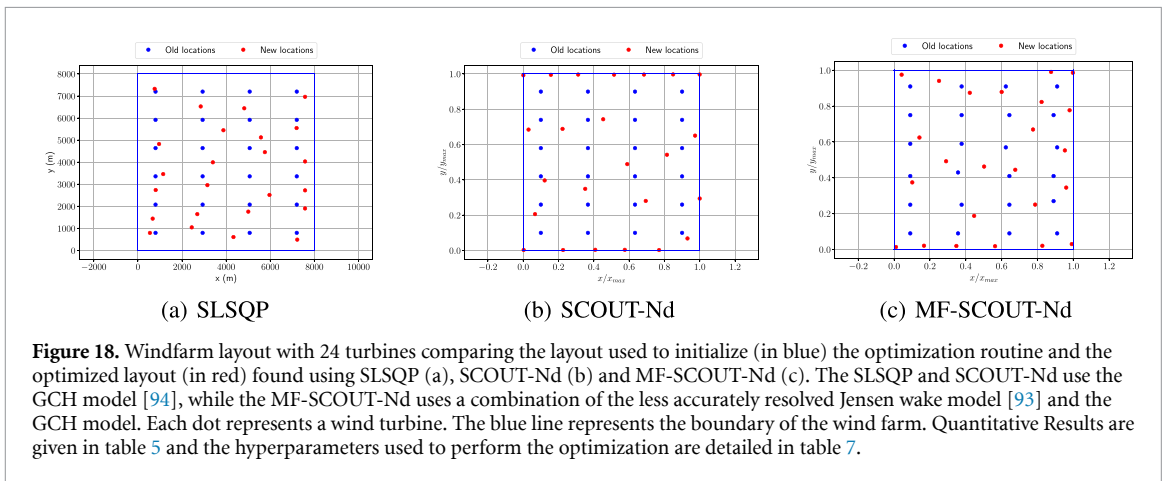 Old locations New locations
8000
7000
6000
5000
4000
3000
2000
1000
0
y (m)
−2000 0 2000 4000 6000 8000 10000
x (m)
(a) SLSQP
Old locations New locations
1.0
0.8
0.6
0.4
0.2
0.0
y/ymax
−0.2 0.0 0.2 0.4 0.6 0.8 1.0 1.2
x/xmax
(b) SCOUT-Nd
Old locations New locations
1.0
0.8
0.6
0.4
0.2
0.0
y/ymax
−0.2 0.0 0.2 0.4 0.6 0.8 1.0 1.2
x/xmax
(c) MF-SCOUT-Nd
Figure 18. Windfarm layout with 24 turbines comparing the layout used to initialize (in blue) the optimization routine and the
optimized layout (in red) found using SLSQP (a), SCOUT-Nd (b) and MF-SCOUT-Nd (c). The SLSQP and SCOUT-Nd use the
GCH model [94], while the MF-SCOUT-Nd uses a combination of the less accurately resolved Jensen wake model [93] and the
GCH model. Each dot represents a wind turbine. The blue line represents the boundary of the wind farm. Quantitative Results are
given in table 5 and the hyperparameters used to perform the optimization are detailed in table 7.